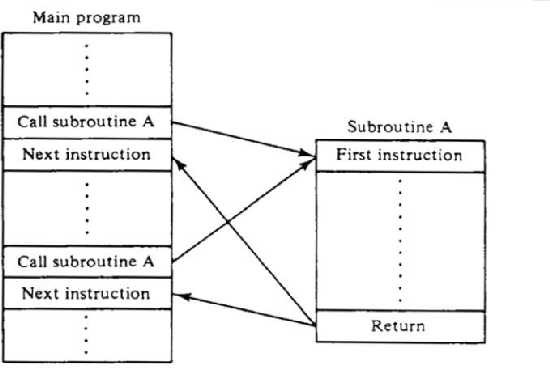 Main program
Call subroutine A
Next instruction
Call subroutine A
Next instruction
Subroutine A
First instruction
Return